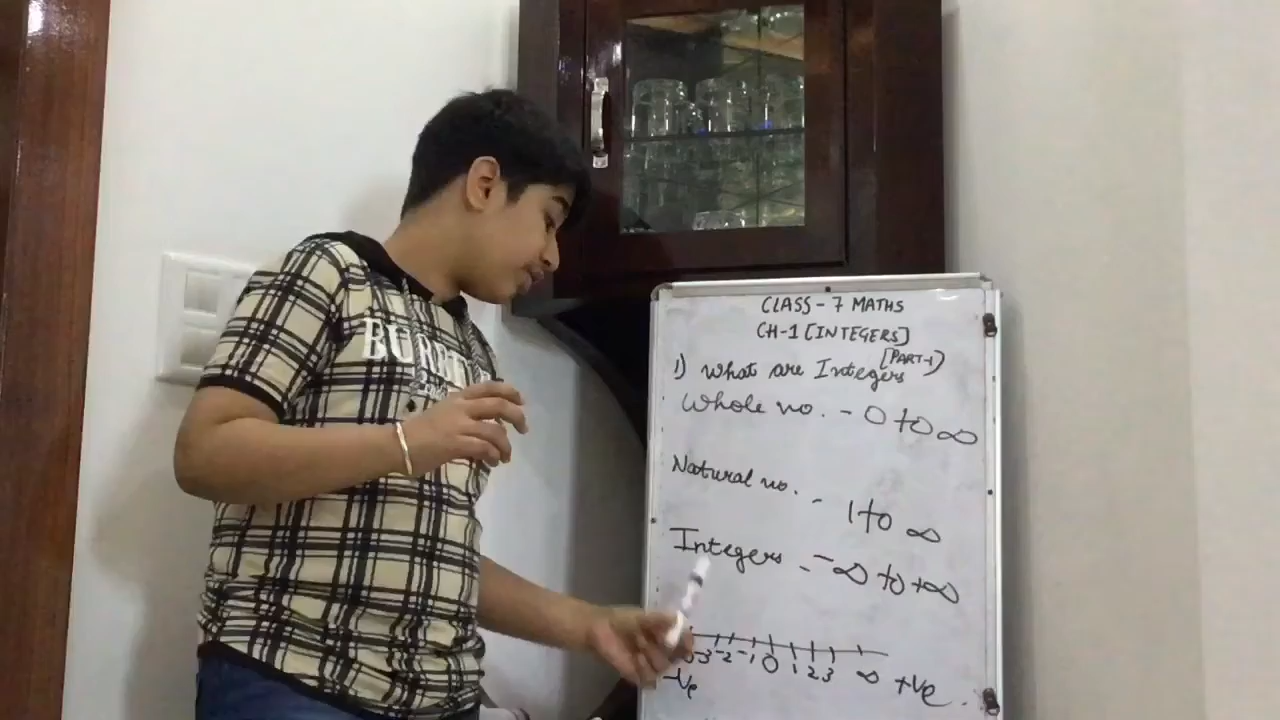 CLASS - 7 MATHS
CH-1 [INTEGERS]
[PART-1)
1) What are Integers
Whole no. - 0 to ∞
Natural no. - 1 to ∞
Integers - -∞ to +∞
-3 -2 -1 0 1 2 3 ∞
-ve +ve